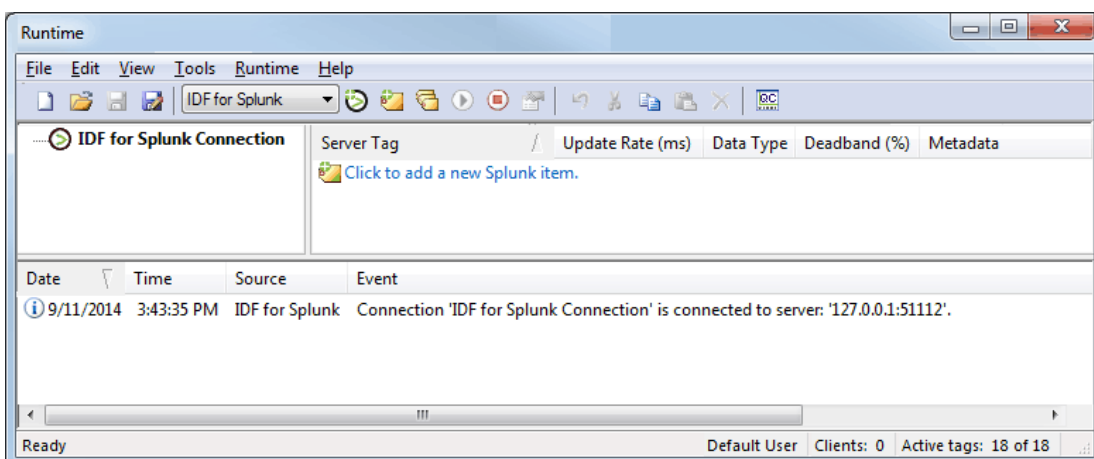 Runtime
File Edit View Tools Runtime Help
IDF for Splunk QC
IDF for Splunk Connection
Server Tag Update Rate (ms) Data Type Deadband (%) Metadata
Click to add a new Splunk item.
Date Time Source Event
9/11/2014 3:43:35 PM IDF for Splunk Connection 'IDF for Splunk Connection' is connected to server: '127.0.0.1:51112'.
Ready Default User Clients: 0 Active tags: 18 of 18